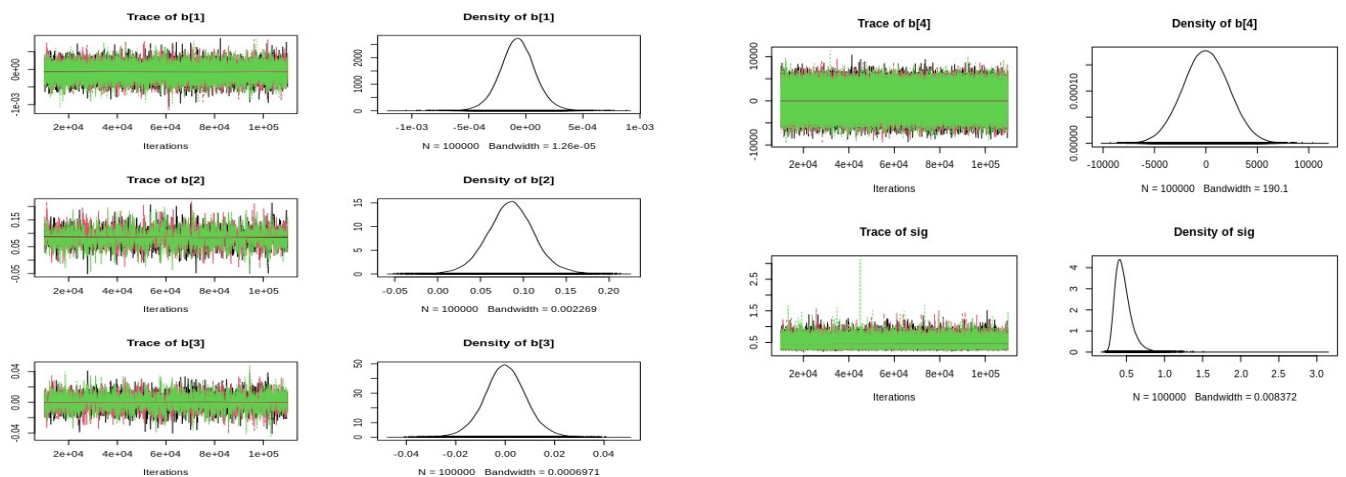 Trace of b[1]
-1e-03
0e+00
2e+04 4e+04 6e+04 8e+04 1e+05
Iterations
Density of b[1]
0 1000 2000
-1e-03 -5e-04 0e+00 5e-04 1e-03
N = 100000 Bandwidth = 1.26e-05
Trace of b[2]
-0.05 0.05 0.15
2e+04 4e+04 6e+04 8e+04 1e+05
Iterations
Density of b[2]
0 5 10 15
-0.05 0.00 0.05 0.10 0.15 0.20
N = 100000 Bandwidth = 0.002269
Trace of b[3]
-0.04 0.00 0.04
2e+04 4e+04 6e+04 8e+04 1e+05
Iterations
Density of b[3]
0 10 30 50
-0.04 -0.02 0.00 0.02 0.04
N = 100000 Bandwidth = 0.0006971
Trace of b[4]
-10000 0 10000
2e+04 4e+04 6e+04 8e+04 1e+05
Iterations
Density of b[4]
0.00000 0.00010
-10000 -5000 0 5000 10000
N = 100000 Bandwidth = 190.1
Trace of sig
0.5 1.5 2.5
2e+04 4e+04 6e+04 8e+04 1e+05
Iterations
Density of sig
0 1 2 3 4
0.5 1.0 1.5 2.0 2.5 3.0
N = 100000 Bandwidth = 0.008372